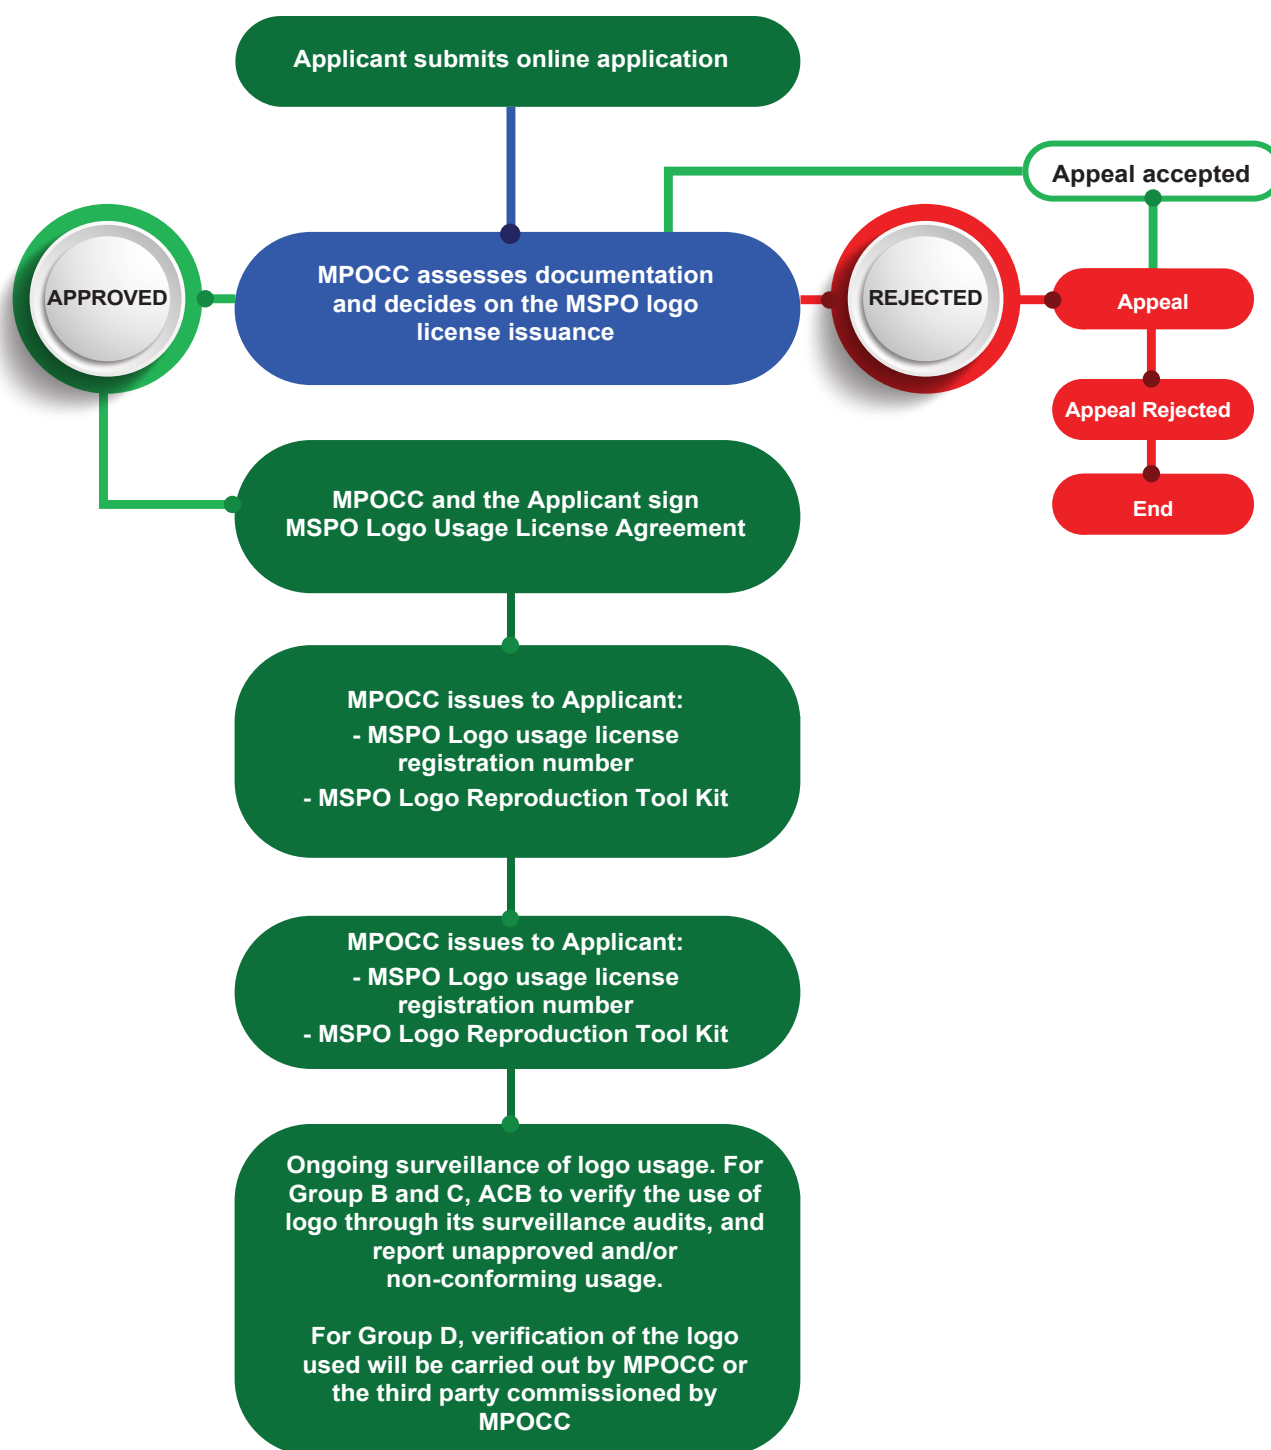 Applicant submits online application
Appeal accepted
APPROVED
MPOCC assesses documentation
and decides on the MSPO logo
license issuance
REJECTED
Appeal
Appeal Rejected
End
MPOCC and the Applicant sign
MSPO Logo Usage License Agreement
MPOCC issues to Applicant:
- MSPO Logo usage license
registration number
- MSPO Logo Reproduction Tool Kit
MPOCC issues to Applicant:
- MSPO Logo usage license
registration number
- MSPO Logo Reproduction Tool Kit
Ongoing surveillance of logo usage. For
Group B and C, ACB to verify the use of
logo through its surveillance audits, and
report unapproved and/or
non-conforming usage.
For Group D, verification of the logo
used will be carried out by MPOCC or
the third party commissioned by
MPOCC